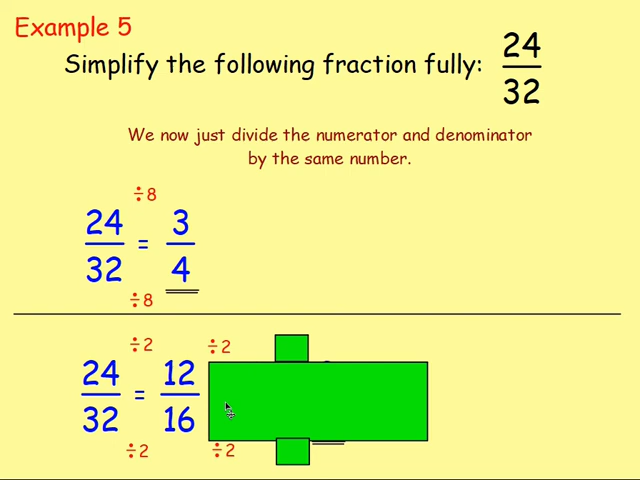 Example 5
Simplify the following fraction fully: 24/32
We now just divide the numerator and denominator
by the same number.
÷8
24/32 = 3/4
÷8
÷2 ÷2
24/32 = 12/16
÷2 ÷2